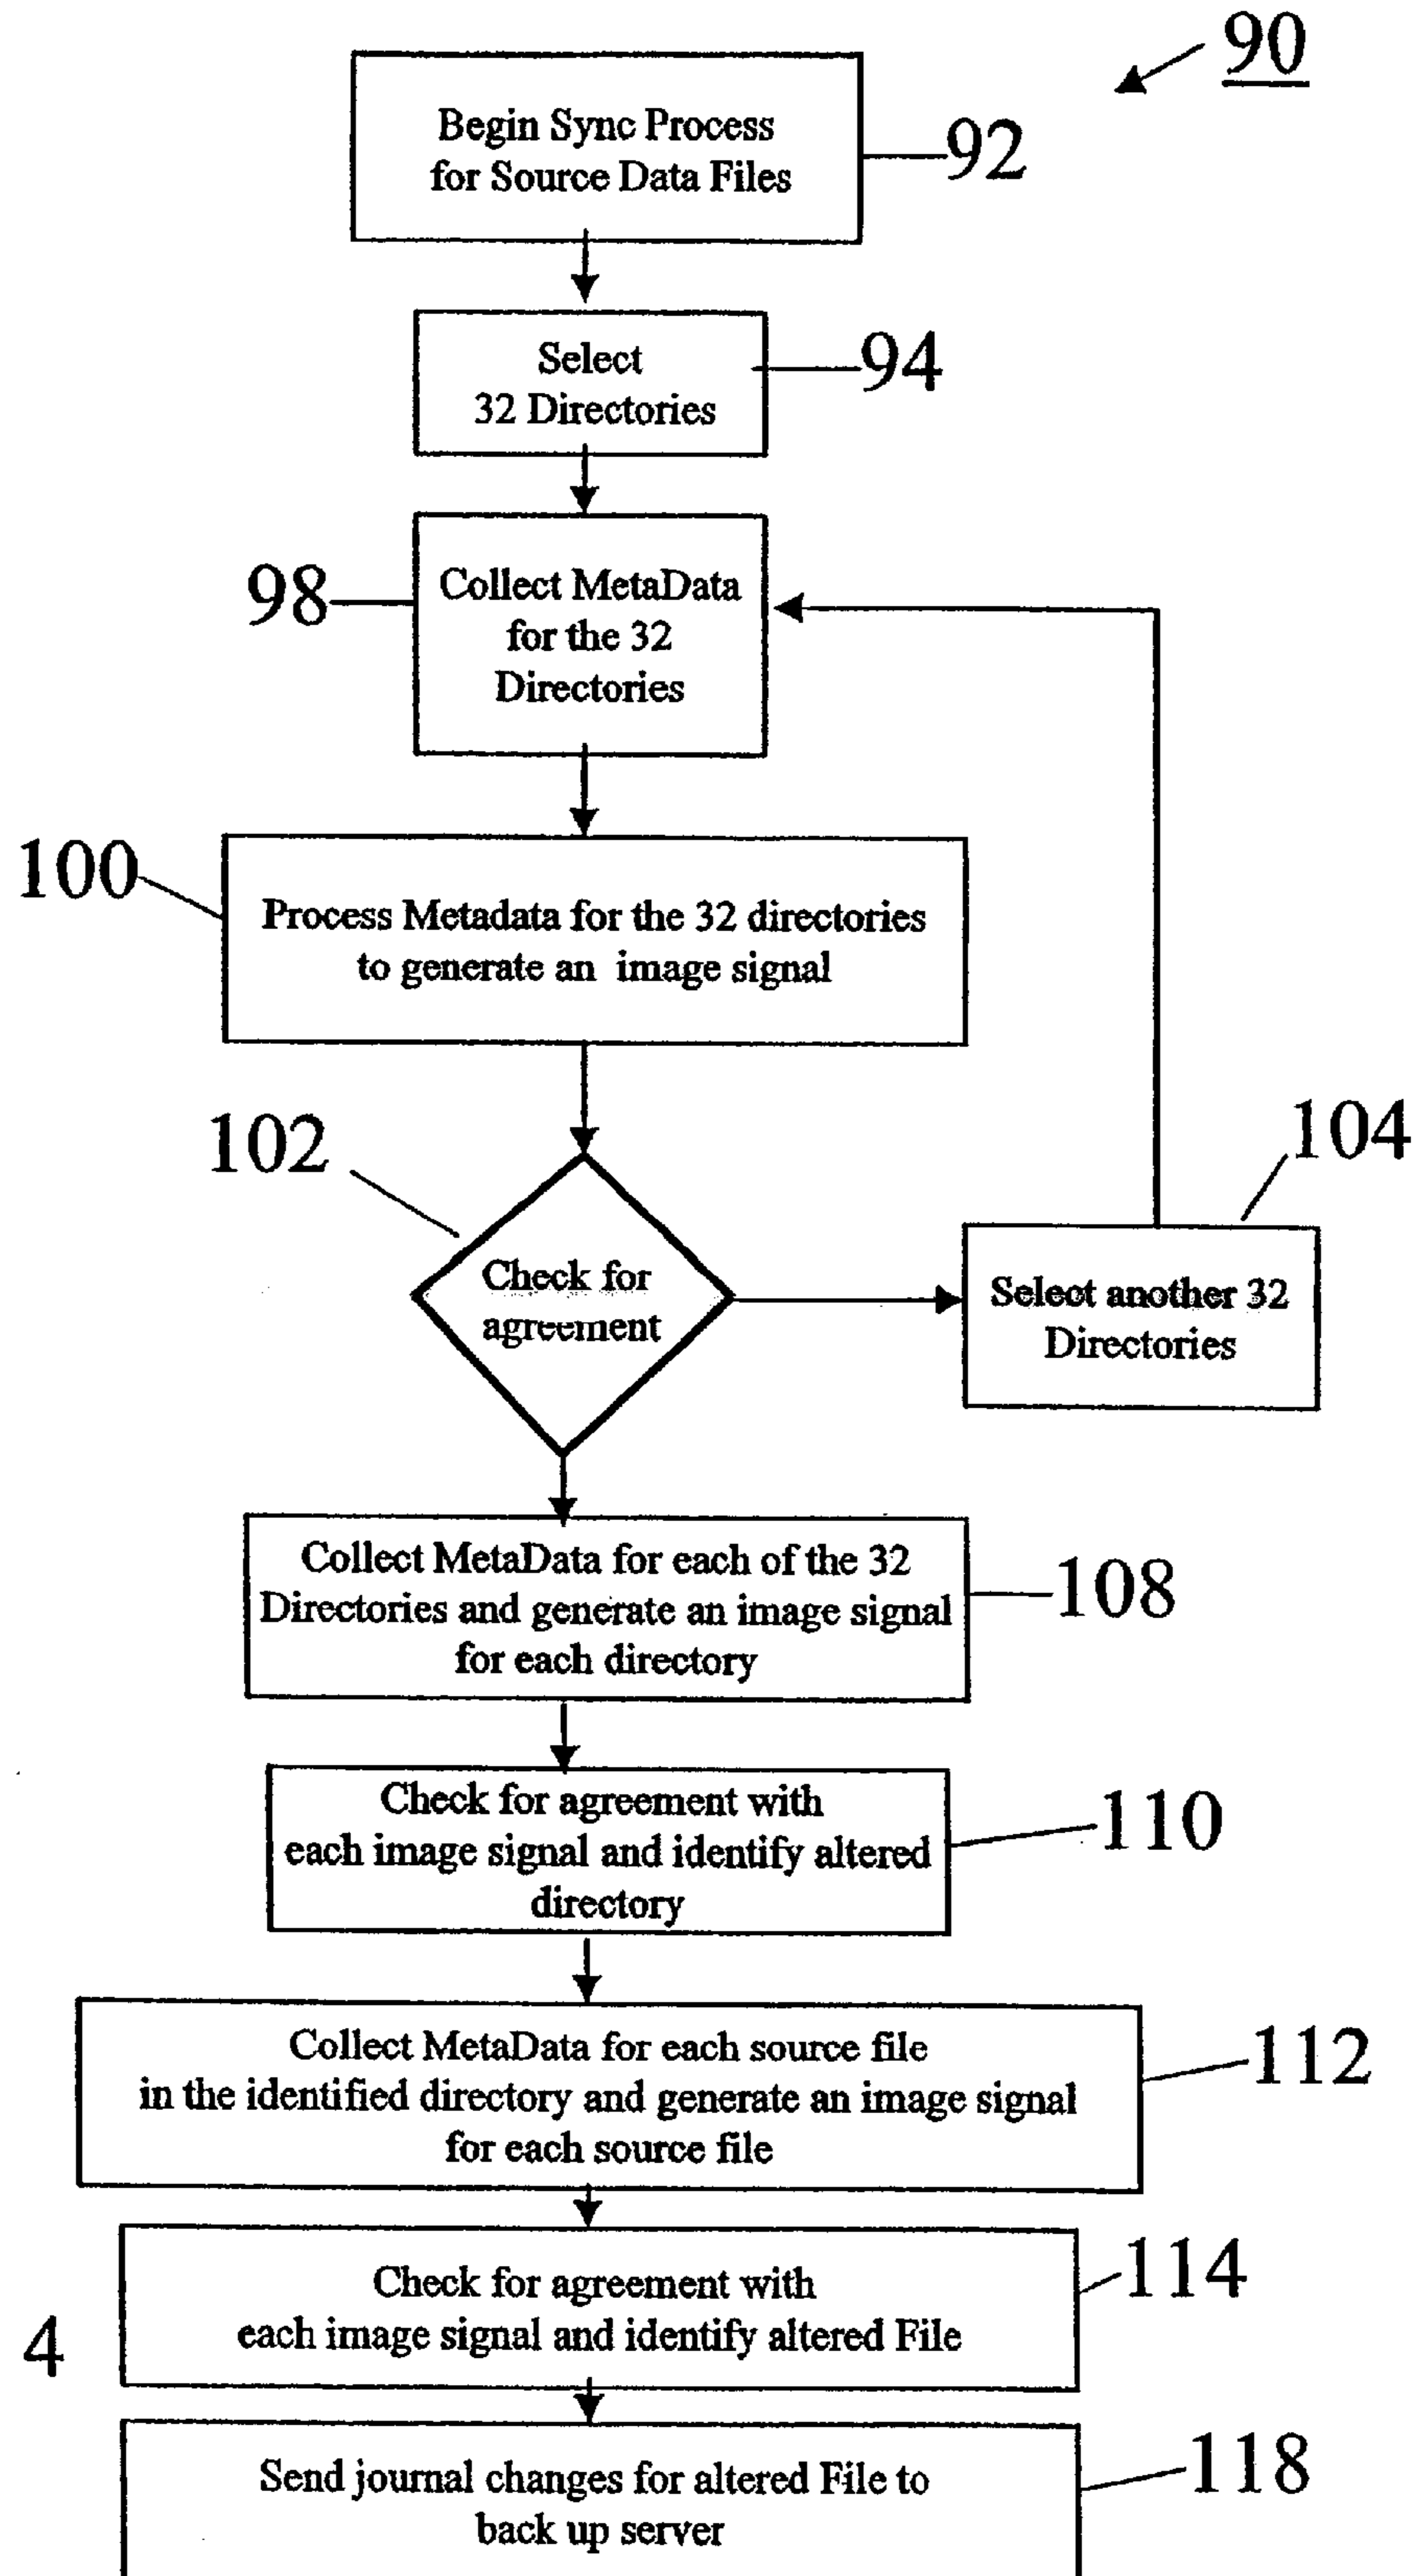 90
Begin Sync Process
for Source Data Files
92
Select
32 Directories
94
98
Collect MetaData
for the 32
Directories
100
Process Metadata for the 32 directories
to generate an image signal
102
Check for
agreement
104
Select another 32
Directories
Collect MetaData for each of the 32
Directories and generate an image signal
for each directory
108
Check for agreement with
each image signal and identify altered
directory
110
Collect MetaData for each source file
in the identified directory and generate an image signal
for each source file
112
Check for agreement with
each image signal and identify altered File
114
4
Send journal changes for altered File to
back up server
118